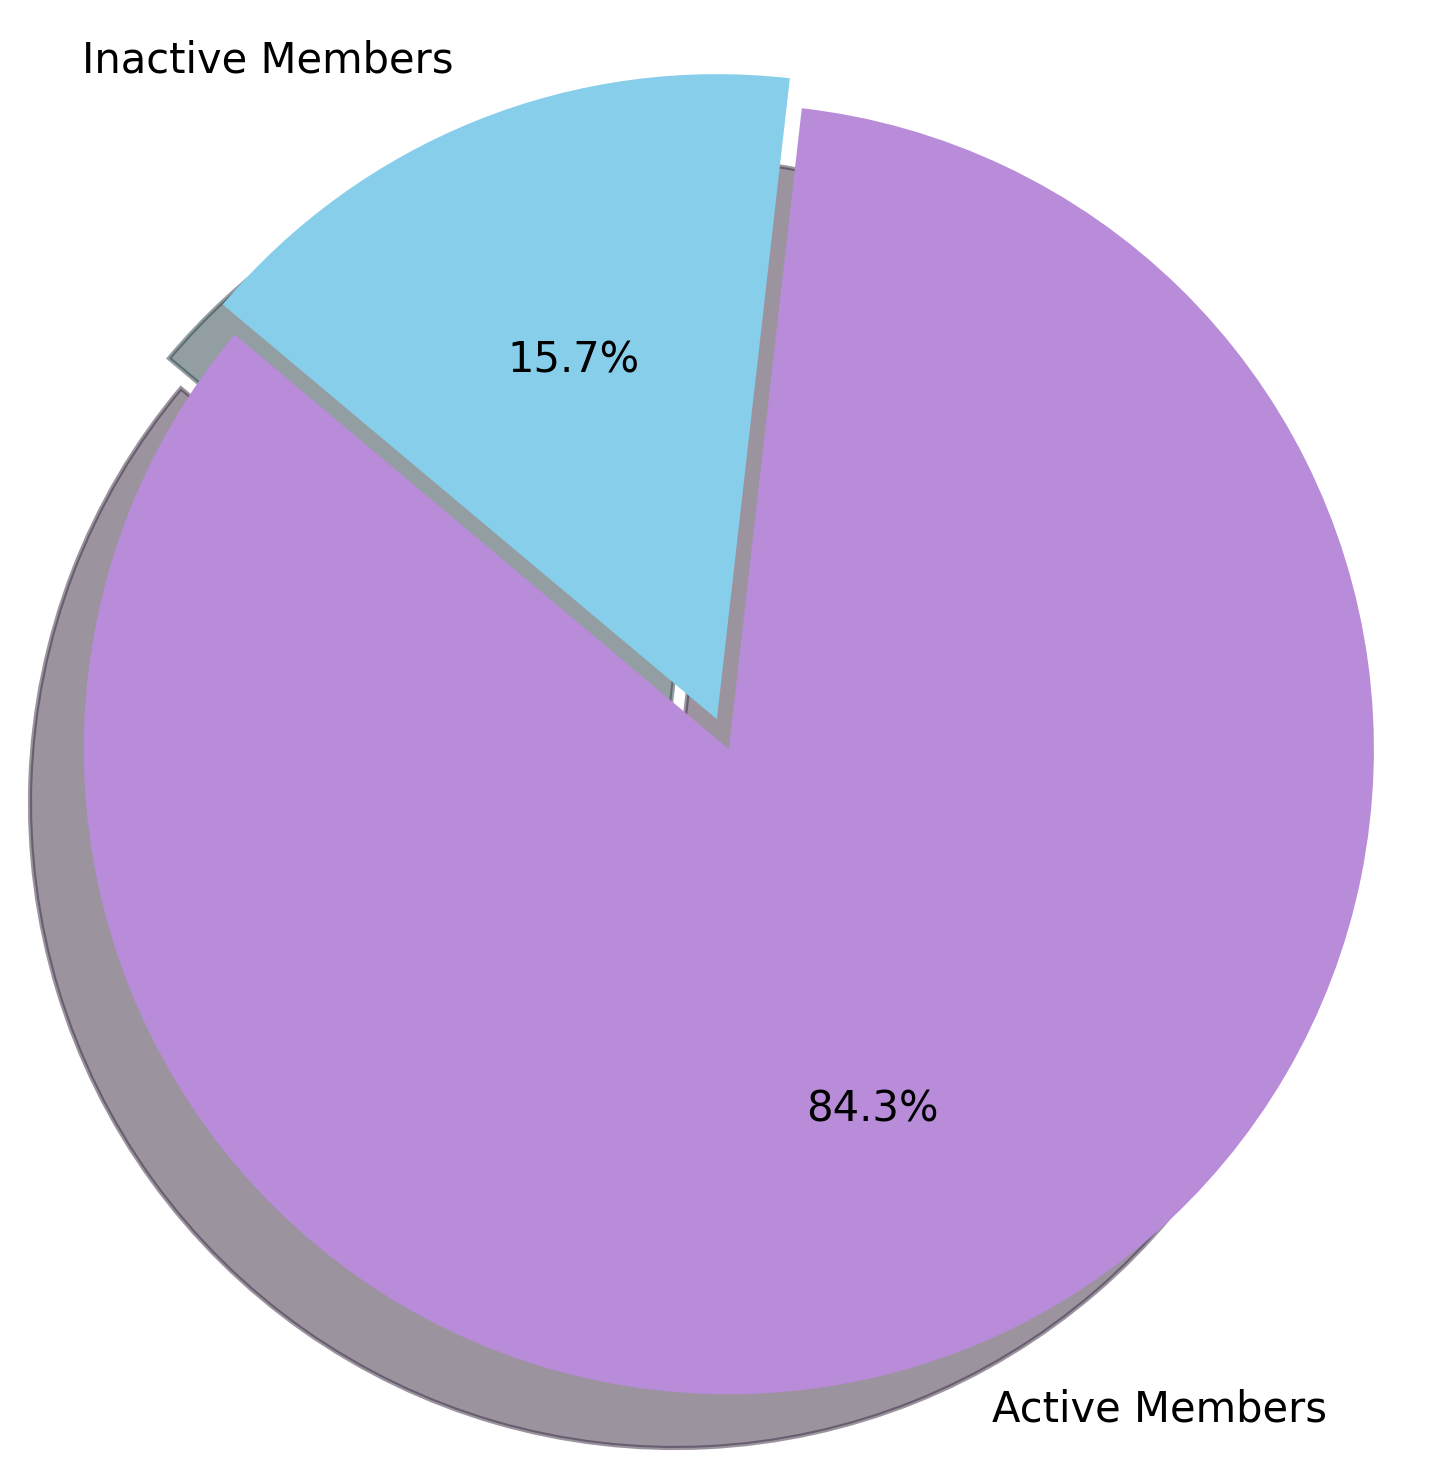 Inactive Members
15.7%
84.3%
Active Members